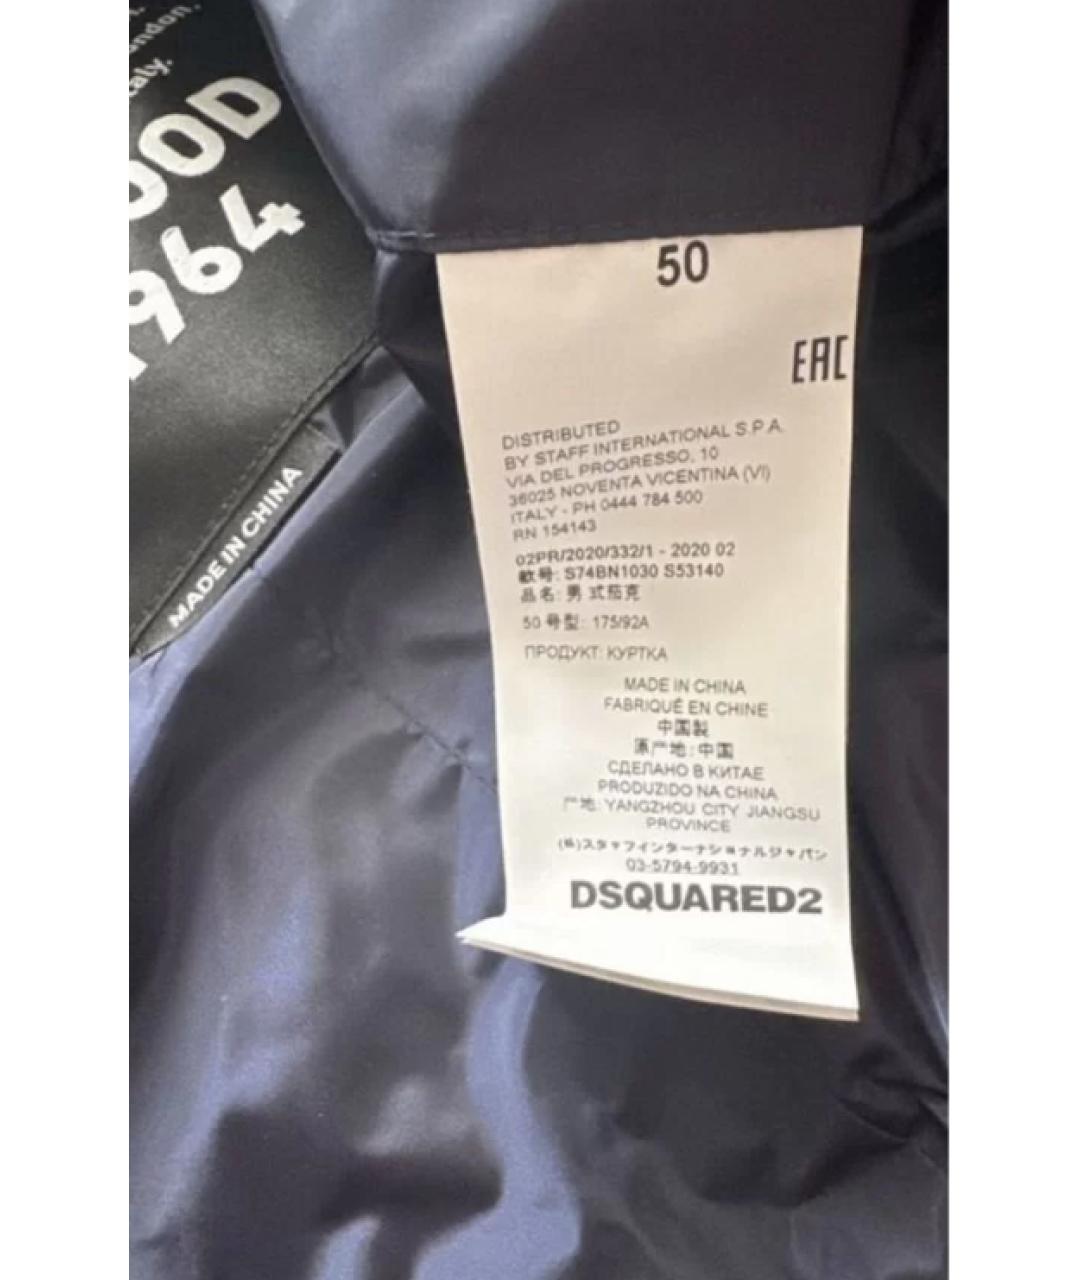 ndon.
taly.
OOD
1964
MADE IN CHINA
50
EAC
DISTRIBUTED
BY STAFF INTERNATIONAL S.P.A.
VIA DEL PROGRESSO, 10
36025 NOVENTA VICENTINA (VI)
ITALY - PH 0444 784 500
RN 154143
02PR/2020/332/1 - 2020 02
款号: S74BN1030 S53140
品名: 男 式茄克
50 号型: 175/92A
ПРОДУКТ: КУРТКА
MADE IN CHINA
FABRIQUÉ EN CHINE
中国製
原产地: 中国
СДЕЛАНО В КИТАЕ
PRODUZIDO NA CHINA
产地: YANGZHOU CITY JIANGSU
PROVINCE
(株)スタッフインターナショナルジャパン
03-5794-9931
DSQUARED2